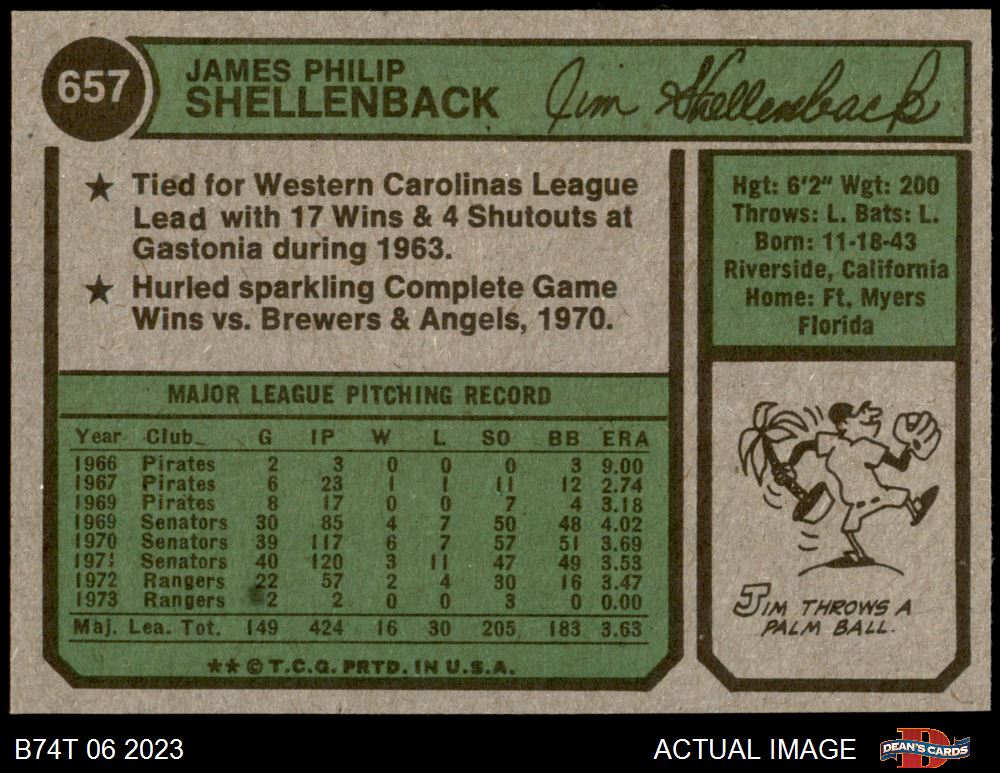 657
JAMES PHILIP
SHELLENBACK
Jim Shellenback
★ Tied for Western Carolinas League
Lead with 17 Wins & 4 Shutouts at
Gastonia during 1963.
★ Hurled sparkling Complete Game
Wins vs. Brewers & Angels, 1970.
Hgt: 6'2" Wgt: 200
Throws: L. Bats: L.
Born: 11-18-43
Riverside, California
Home: Ft. Myers
Florida
MAJOR LEAGUE PITCHING RECORD
Year Club G IP W L SO BB ERA
1966 Pirates 2 3 0 0 0 3 9.00
1967 Pirates 6 23 1 1 11 12 2.74
1969 Pirates 8 17 0 0 7 4 3.18
1969 Senators 30 85 4 7 50 48 4.02
1970 Senators 39 117 6 7 57 51 3.69
1971 Senators 40 120 3 11 47 49 3.53
1972 Rangers 22 57 2 4 30 16 3.47
1973 Rangers 2 2 0 0 3 0 0.00
Maj. Lea. Tot. 149 424 16 30 205 183 3.63
★★ © T.C.G. PRTD. IN U.S.A.
JIM THROWS A
PALM BALL.
B74T 06 2023
ACTUAL IMAGE
DEAN'S CARDS